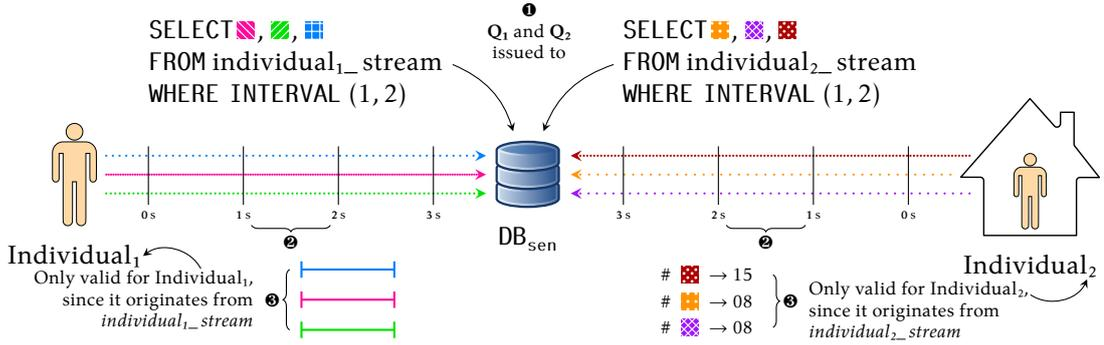 SELECT , ,
FROM individual₁_ stream
WHERE INTERVAL (1, 2)
❶
Q₁ and Q₂
issued to
SELECT , ,
FROM individual₂_ stream
WHERE INTERVAL (1, 2)
0 s 1 s 2 s 3 s
3 s 2 s 1 s 0 s
❷
❷
DB_sen
Individual₁
Only valid for Individual₁,
since it originates from
individual₁_ stream
❸
# → 15
# → 08
# → 08
❸
Individual₂
Only valid for Individual₂,
since it originates from
individual₂_ stream